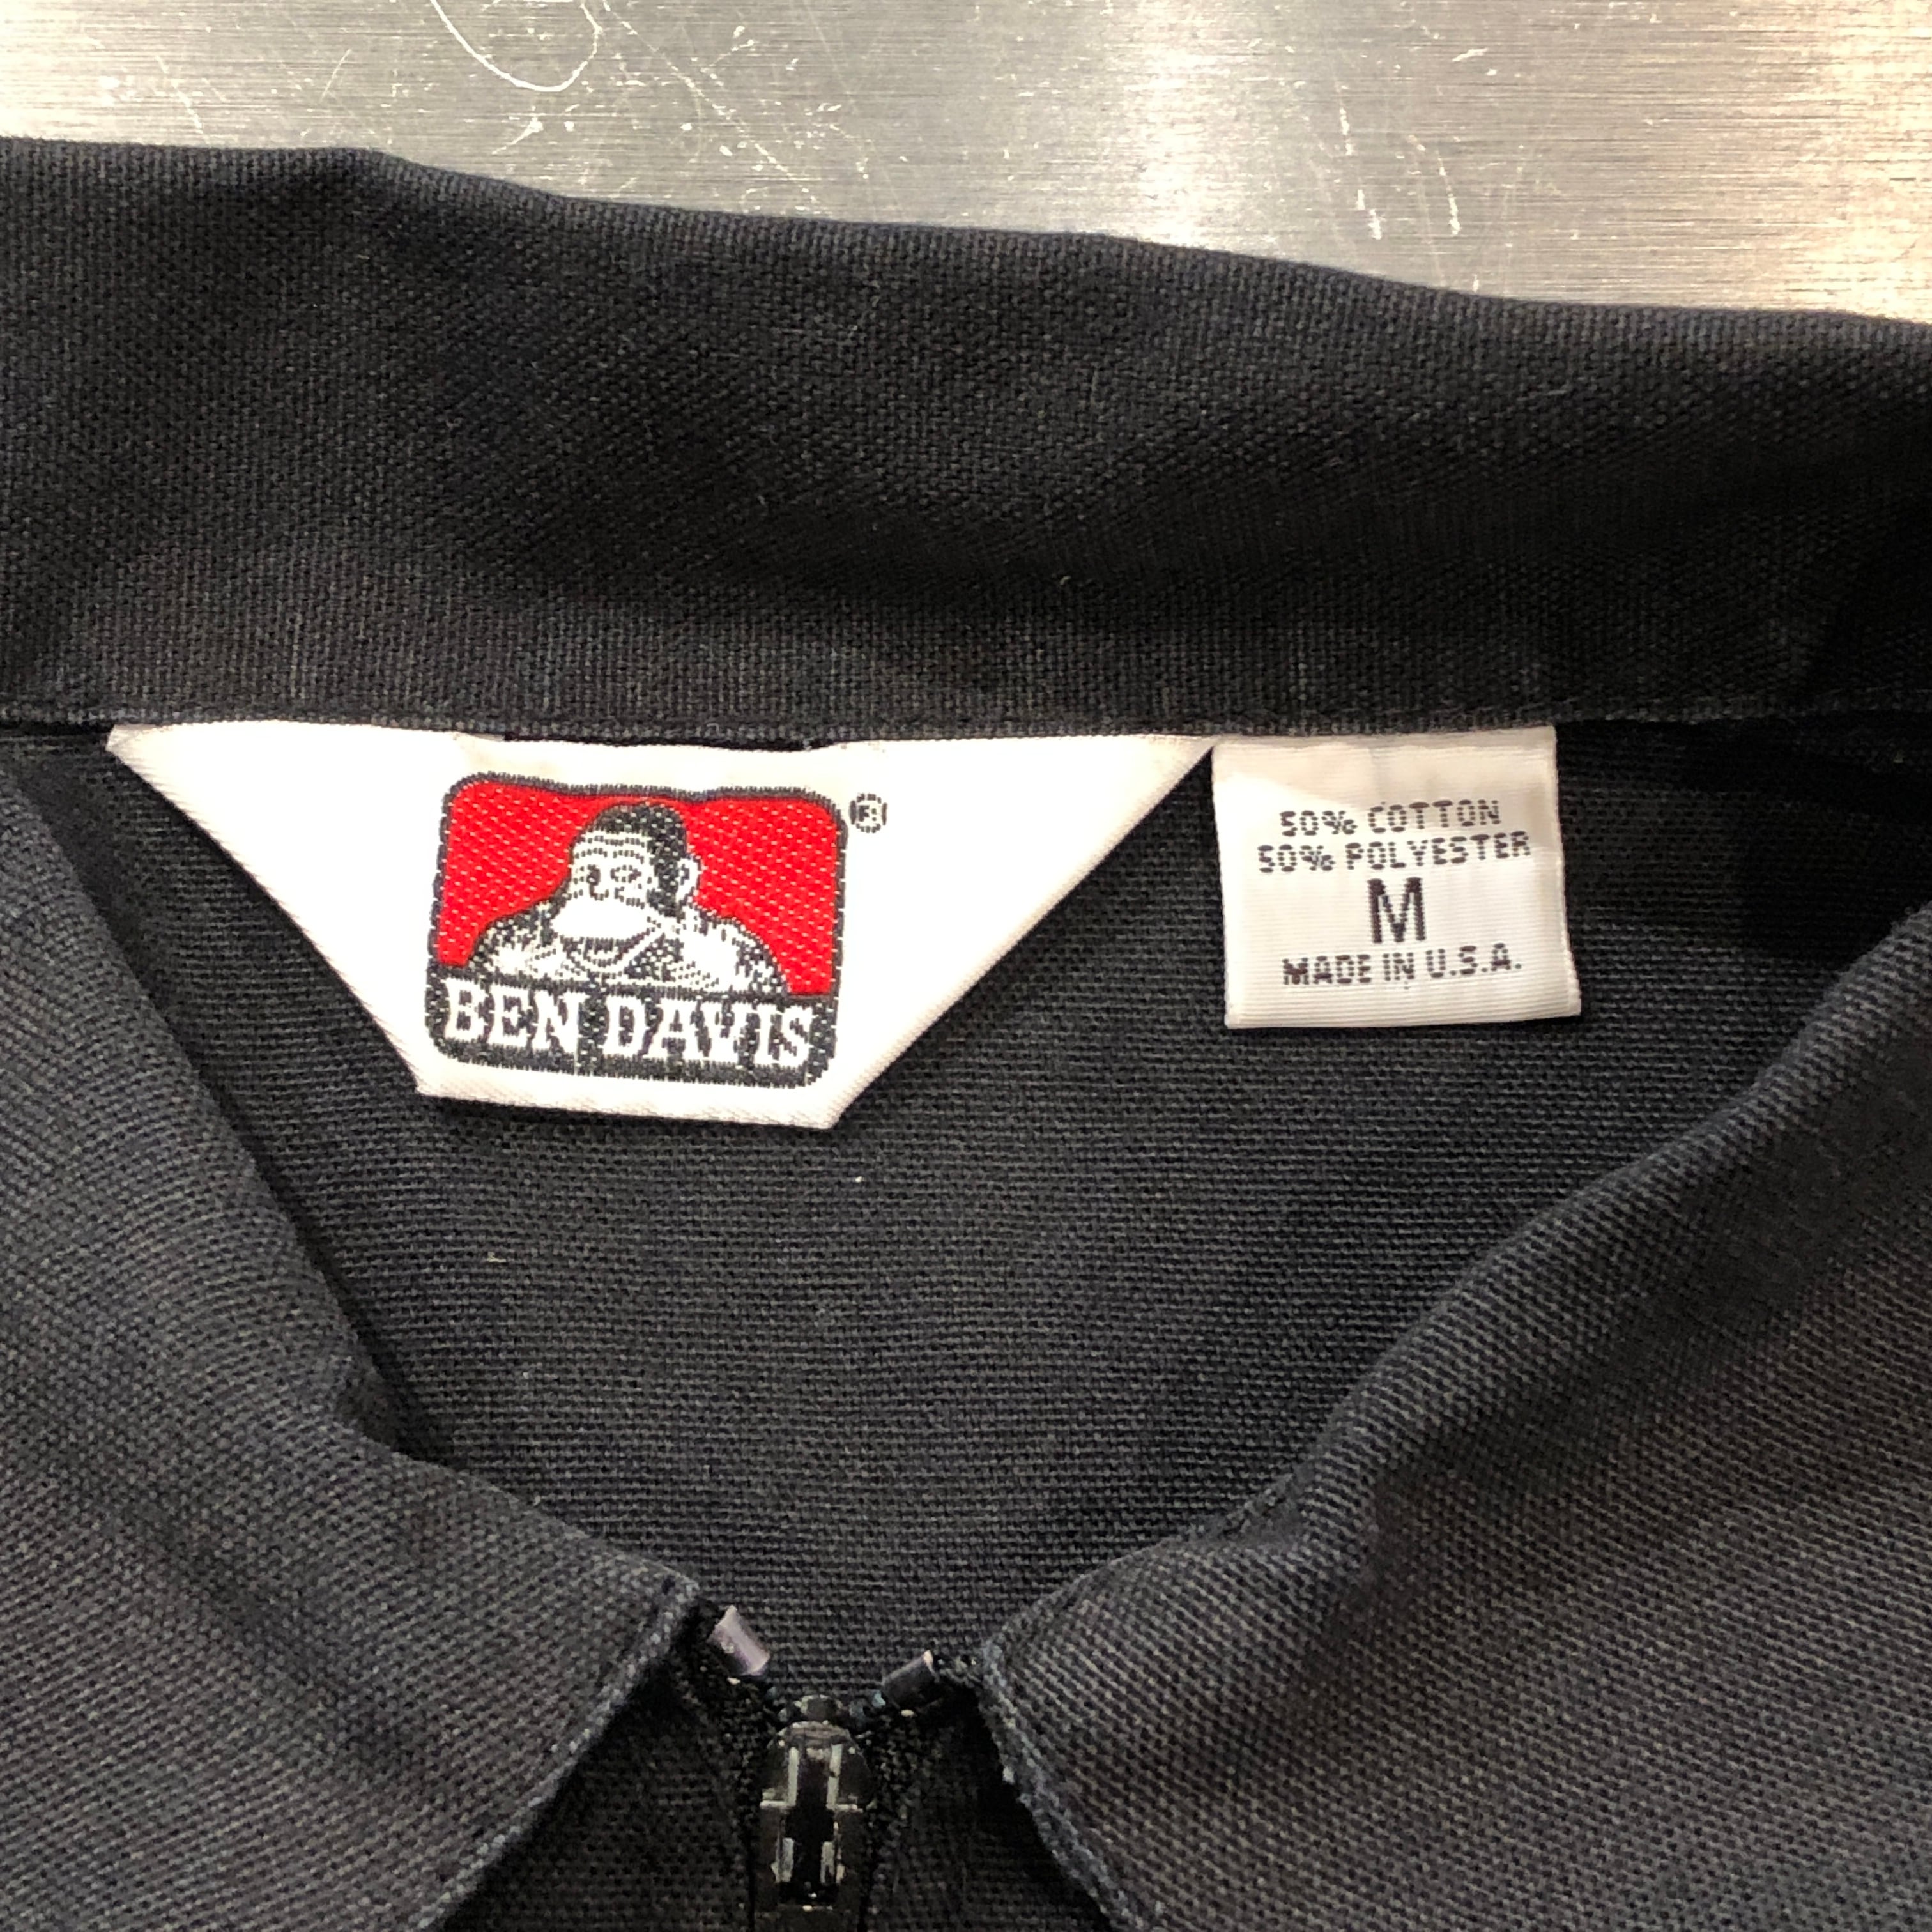 BEN DAVIS
®
50% COTTON
50% POLYESTER
M
MADE IN U.S.A.